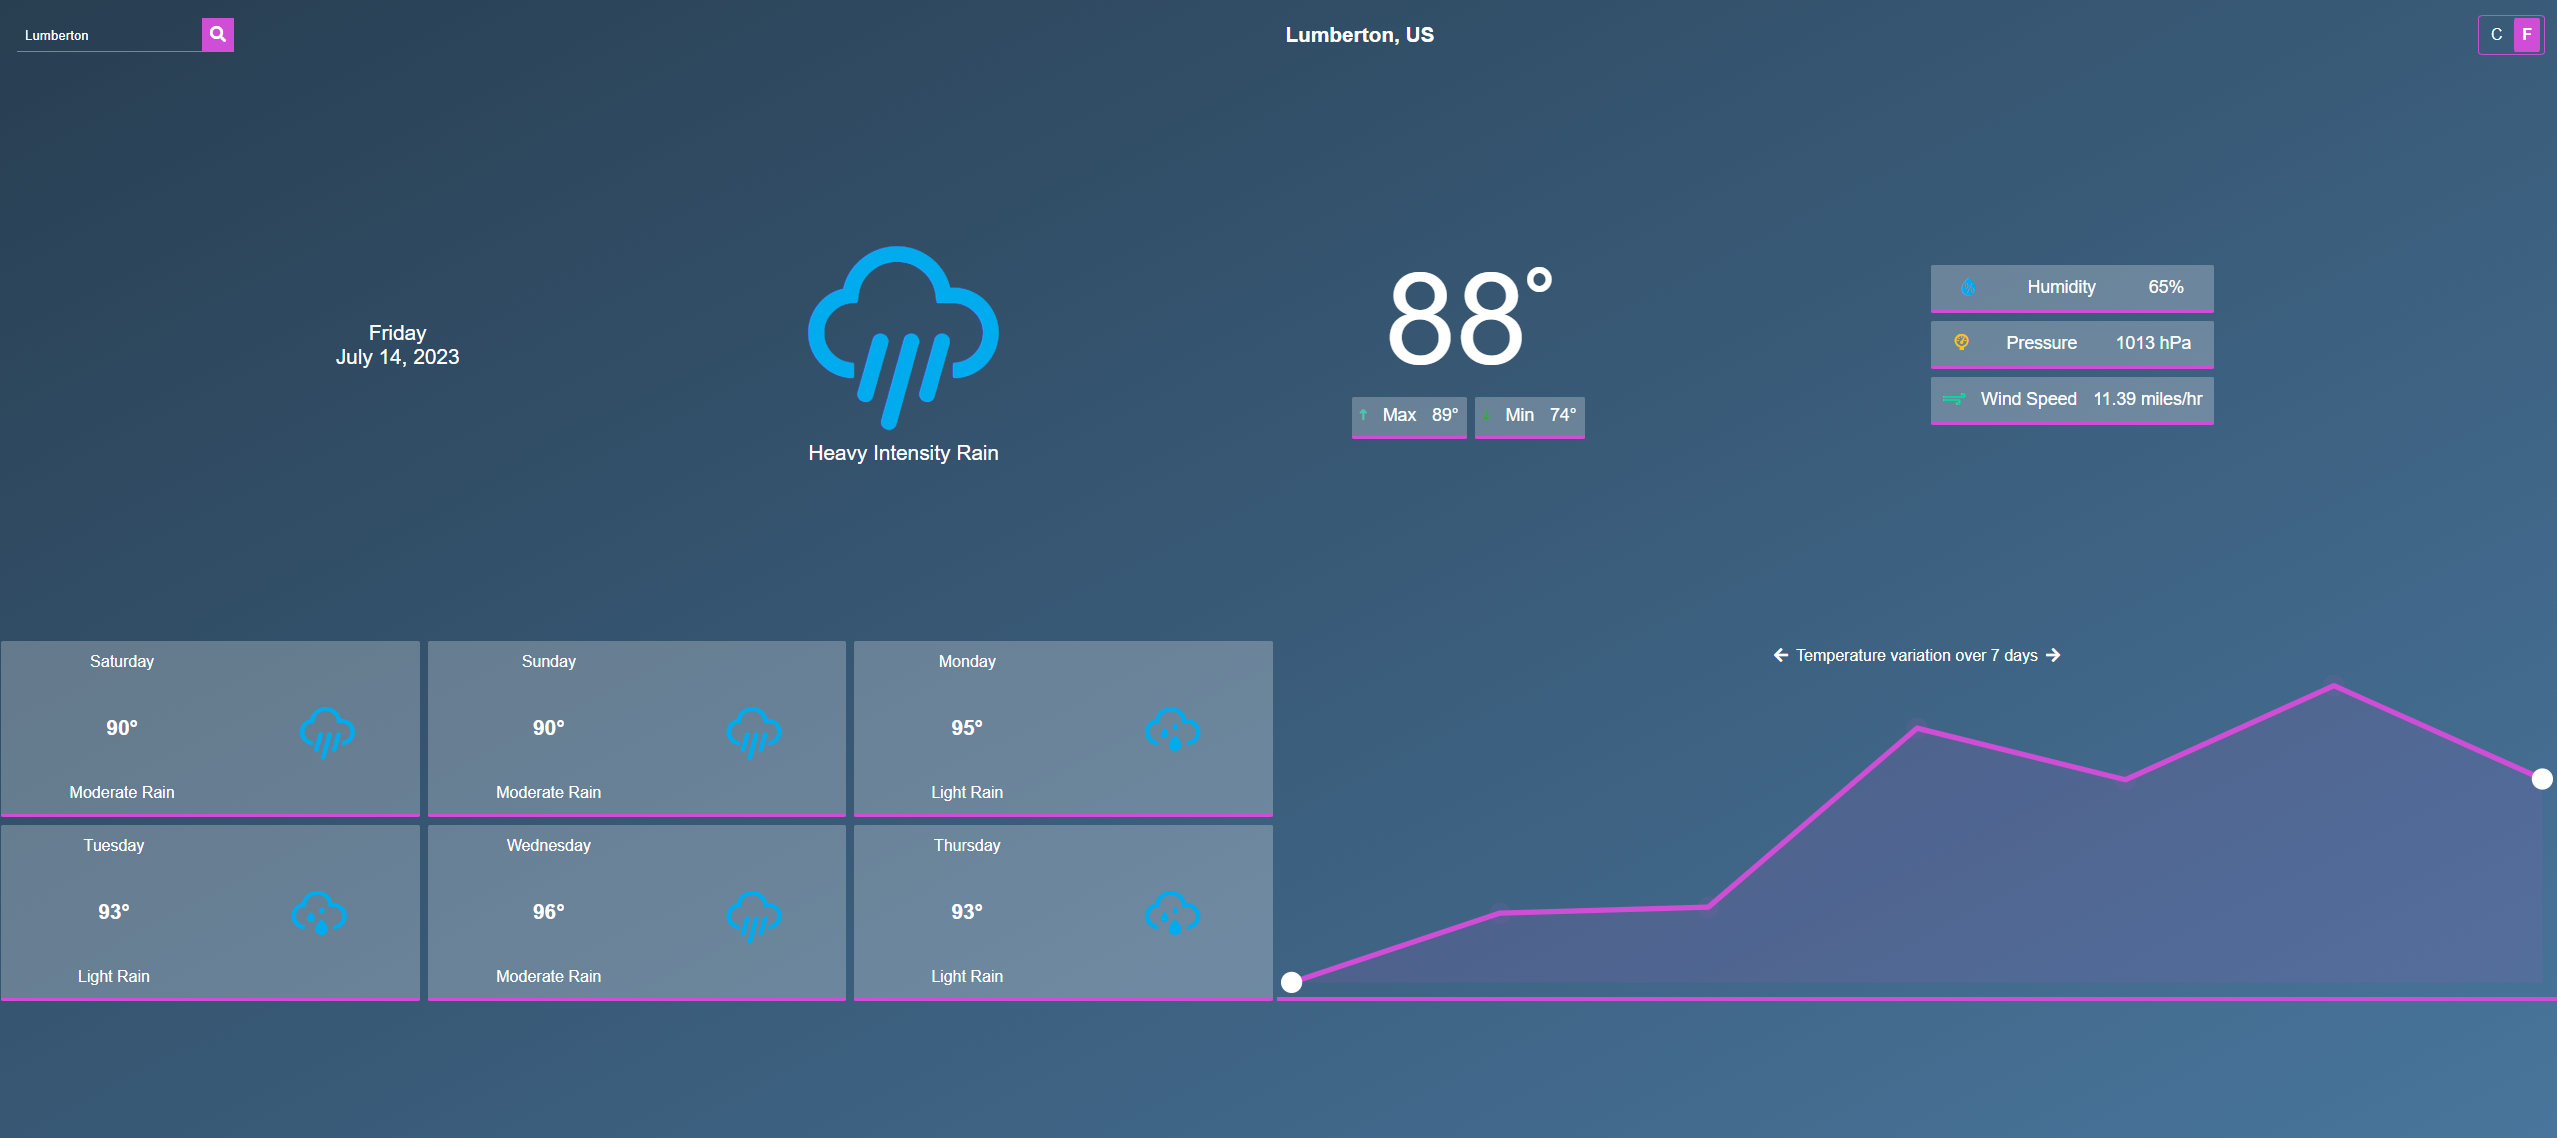 Lumberton
Lumberton, US
C F
Friday
July 14, 2023
Heavy Intensity Rain
88°
Max 89°
Min 74°
Humidity 65%
Pressure 1013 hPa
Wind Speed 11.39 miles/hr
Saturday
90°
Moderate Rain
Sunday
90°
Moderate Rain
Monday
95°
Light Rain
Tuesday
93°
Light Rain
Wednesday
96°
Moderate Rain
Thursday
93°
Light Rain
Temperature variation over 7 days